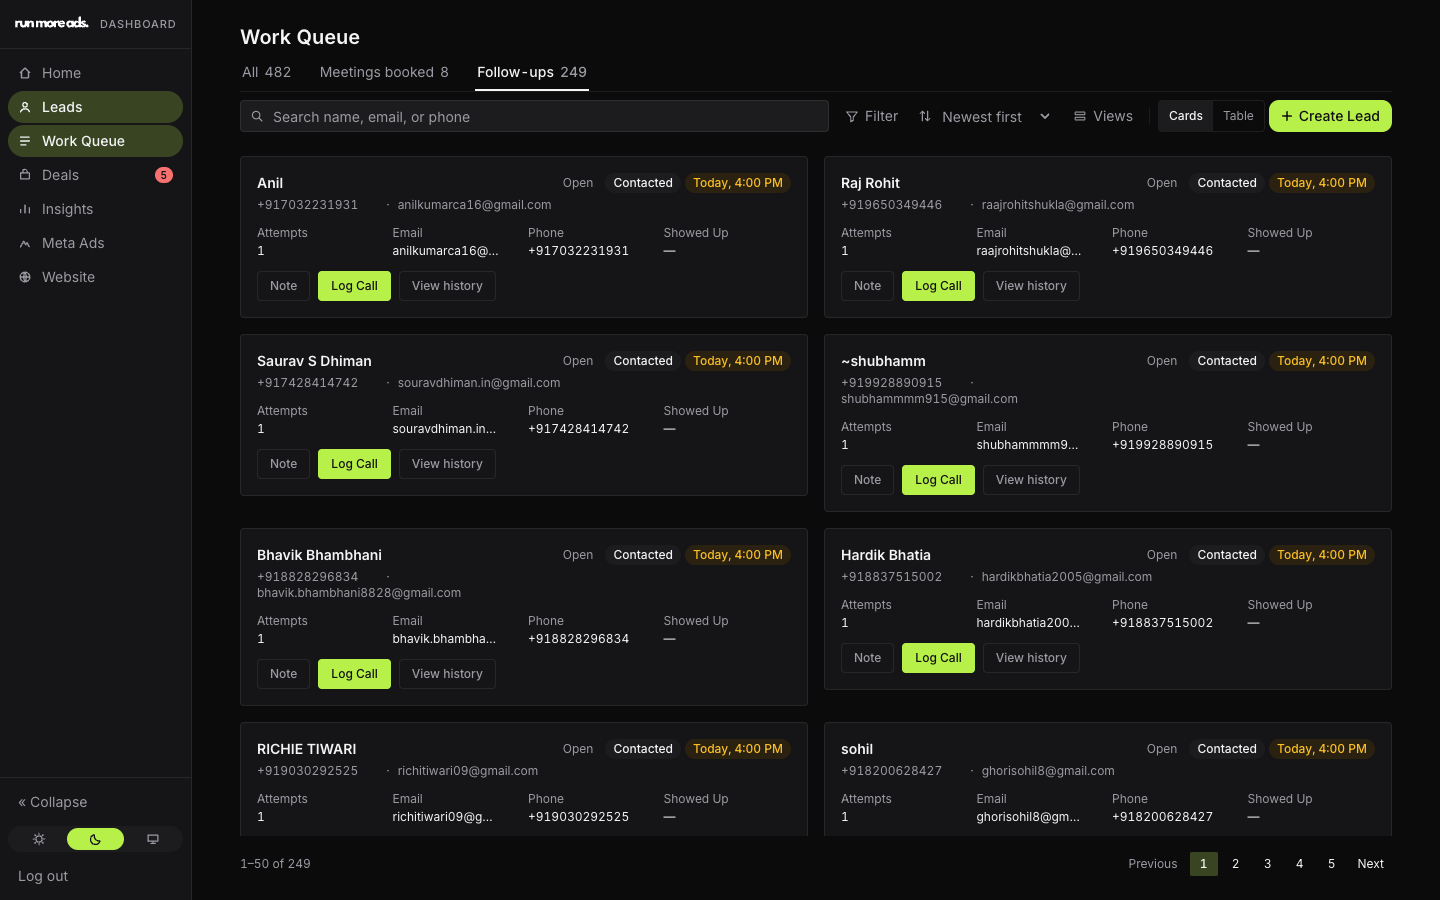 run more ads. DASHBOARD
Home
Leads
Work Queue
Deals 5
Insights
Meta Ads
Website
« Collapse
Log out
Work Queue
All 482 Meetings booked 8 Follow-ups 249
Search name, email, or phone Filter Newest first Views Cards Table + Create Lead
Anil Open Contacted Today, 4:00 PM
+917032231931 · anilkumarca16@gmail.com
Attempts Email Phone Showed Up
1 anilkumarca16@... +917032231931 —
Note Log Call View history
Raj Rohit Open Contacted Today, 4:00 PM
+919650349446 · raajrohitshukla@gmail.com
Attempts Email Phone Showed Up
1 raajrohitshukla@... +919650349446 —
Note Log Call View history
Saurav S Dhiman Open Contacted Today, 4:00 PM
+917428414742 · souravdhiman.in@gmail.com
Attempts Email Phone Showed Up
1 souravdhiman.in... +917428414742 —
Note Log Call View history
~shubhamm Open Contacted Today, 4:00 PM
+919928890915 ·
shubhammmm915@gmail.com
Attempts Email Phone Showed Up
1 shubhammmm9... +919928890915 —
Note Log Call View history
Bhavik Bhambhani Open Contacted Today, 4:00 PM
+918828296834 ·
bhavik.bhambhani8828@gmail.com
Attempts Email Phone Showed Up
1 bhavik.bhambha... +918828296834 —
Note Log Call View history
Hardik Bhatia Open Contacted Today, 4:00 PM
+918837515002 · hardikbhatia2005@gmail.com
Attempts Email Phone Showed Up
1 hardikbhatia200... +918837515002 —
Note Log Call View history
RICHIE TIWARI Open Contacted Today, 4:00 PM
+919030292525 · richitiwari09@gmail.com
Attempts Email Phone Showed Up
1 richitiwari09@g... +919030292525 —
sohil Open Contacted Today, 4:00 PM
+918200628427 · ghorisohil8@gmail.com
Attempts Email Phone Showed Up
1 ghorisohil8@gm... +918200628427 —
1–50 of 249 Previous 1 2 3 4 5 Next